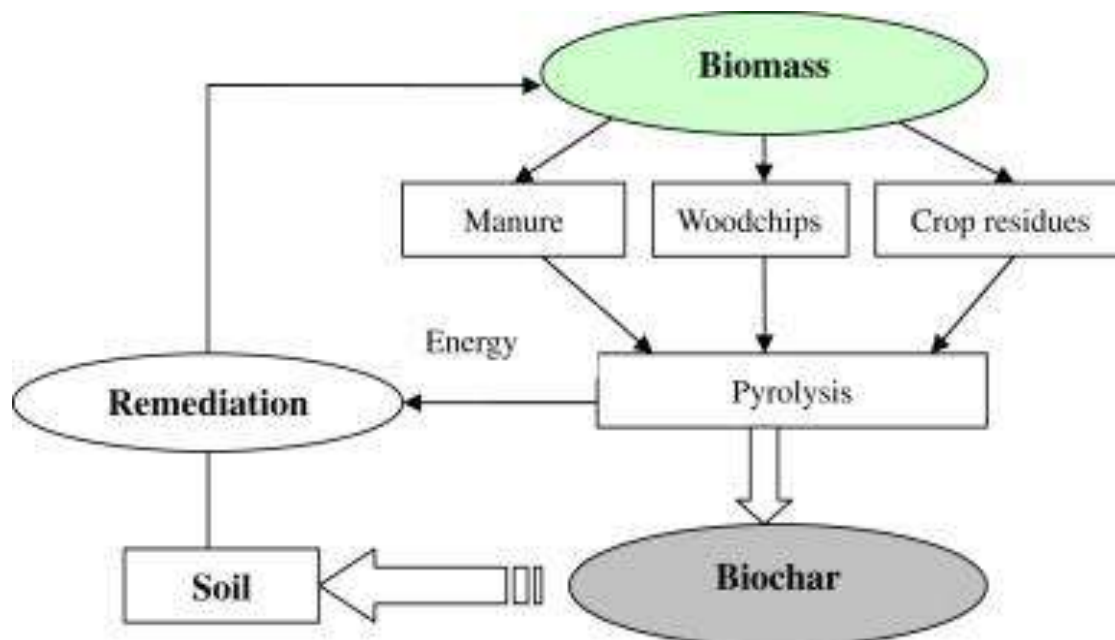 Biomass
Manure
Woodchips
Crop residues
Energy
Remediation
Pyrolysis
Soil
Biochar